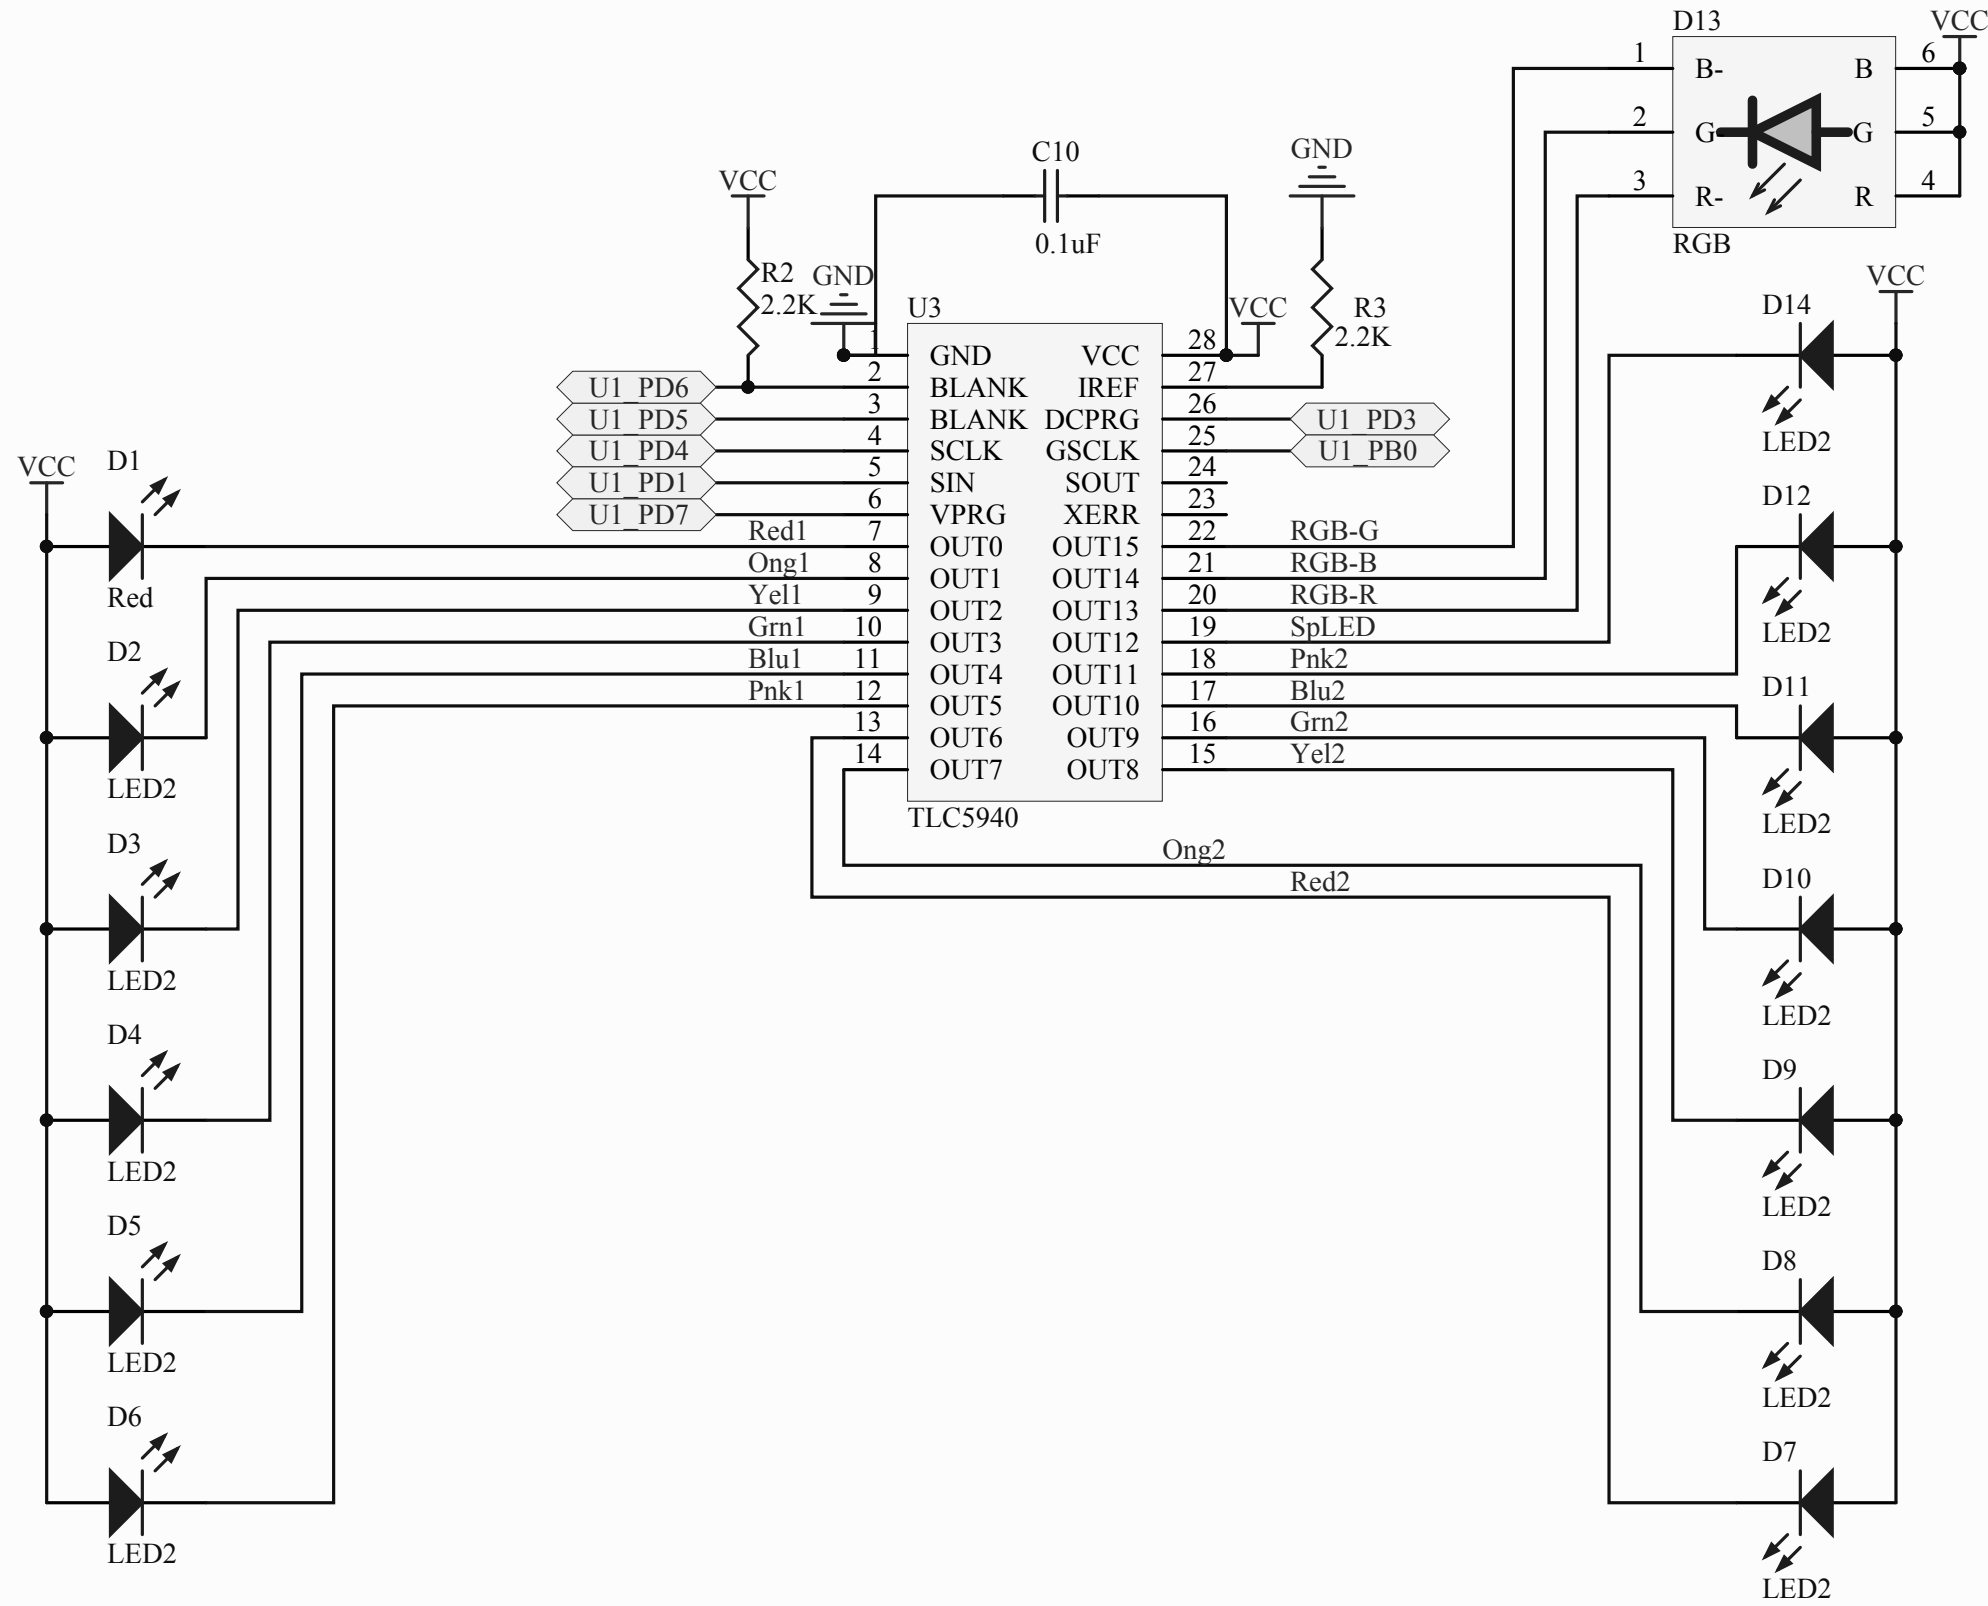 D13
VCC
1 B- B 6
2 G- G 5
3 R- R 4
RGB
C10
0.1uF
GND
VCC
R2
2.2K
GND
R3
2.2K
VCC
U3
1 GND VCC 28
2 BLANK IREF 27
3 BLANK DCPRG 26
4 SCLK GSCLK 25
5 SIN SOUT 24
6 VPRG XERR 23
7 OUT0 OUT15 22
8 OUT1 OUT14 21
9 OUT2 OUT13 20
10 OUT3 OUT12 19
11 OUT4 OUT11 18
12 OUT5 OUT10 17
13 OUT6 OUT9 16
14 OUT7 OUT8 15
TLC5940
U1_PD6
U1_PD5
U1_PD4
U1_PD1
U1_PD7
U1_PD3
U1_PB0
Red1
Ong1
Yel1
Grn1
Blu1
Pnk1
RGB-G
RGB-B
RGB-R
SpLED
Pnk2
Blu2
Grn2
Yel2
Ong2
Red2
VCC
D1
Red
D2
LED2
D3
LED2
D4
LED2
D5
LED2
D6
LED2
VCC
D14
LED2
D12
LED2
D11
LED2
D10
LED2
D9
LED2
D8
LED2
D7
LED2